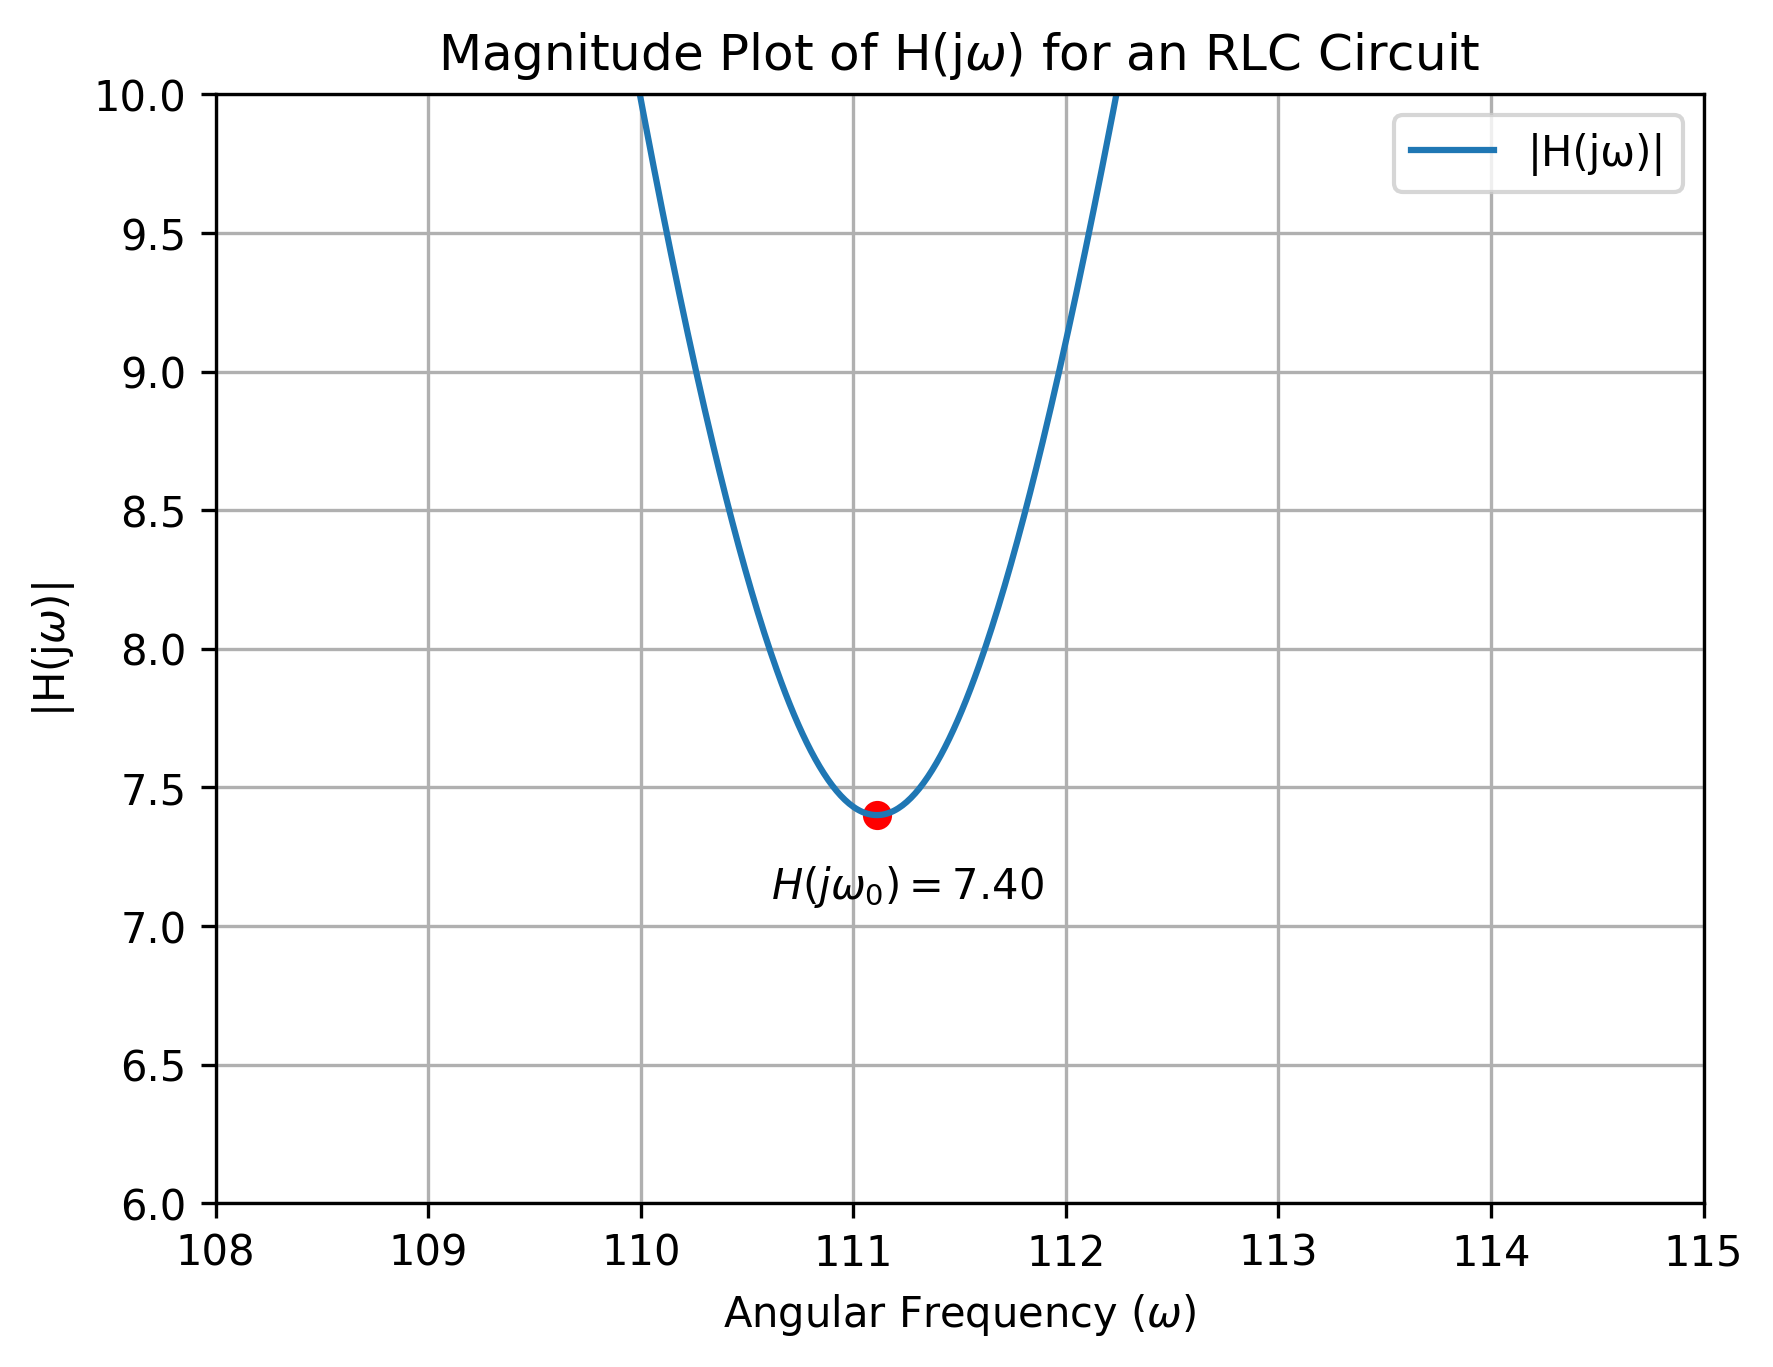 Magnitude Plot of H(jω) for an RLC Circuit
|H(jω)|
10.0
9.5
9.0
8.5
8.0
7.5
7.0
6.5
6.0
|H(jω)|
H(jω₀) = 7.40
108 109 110 111 112 113 114 115
Angular Frequency (ω)